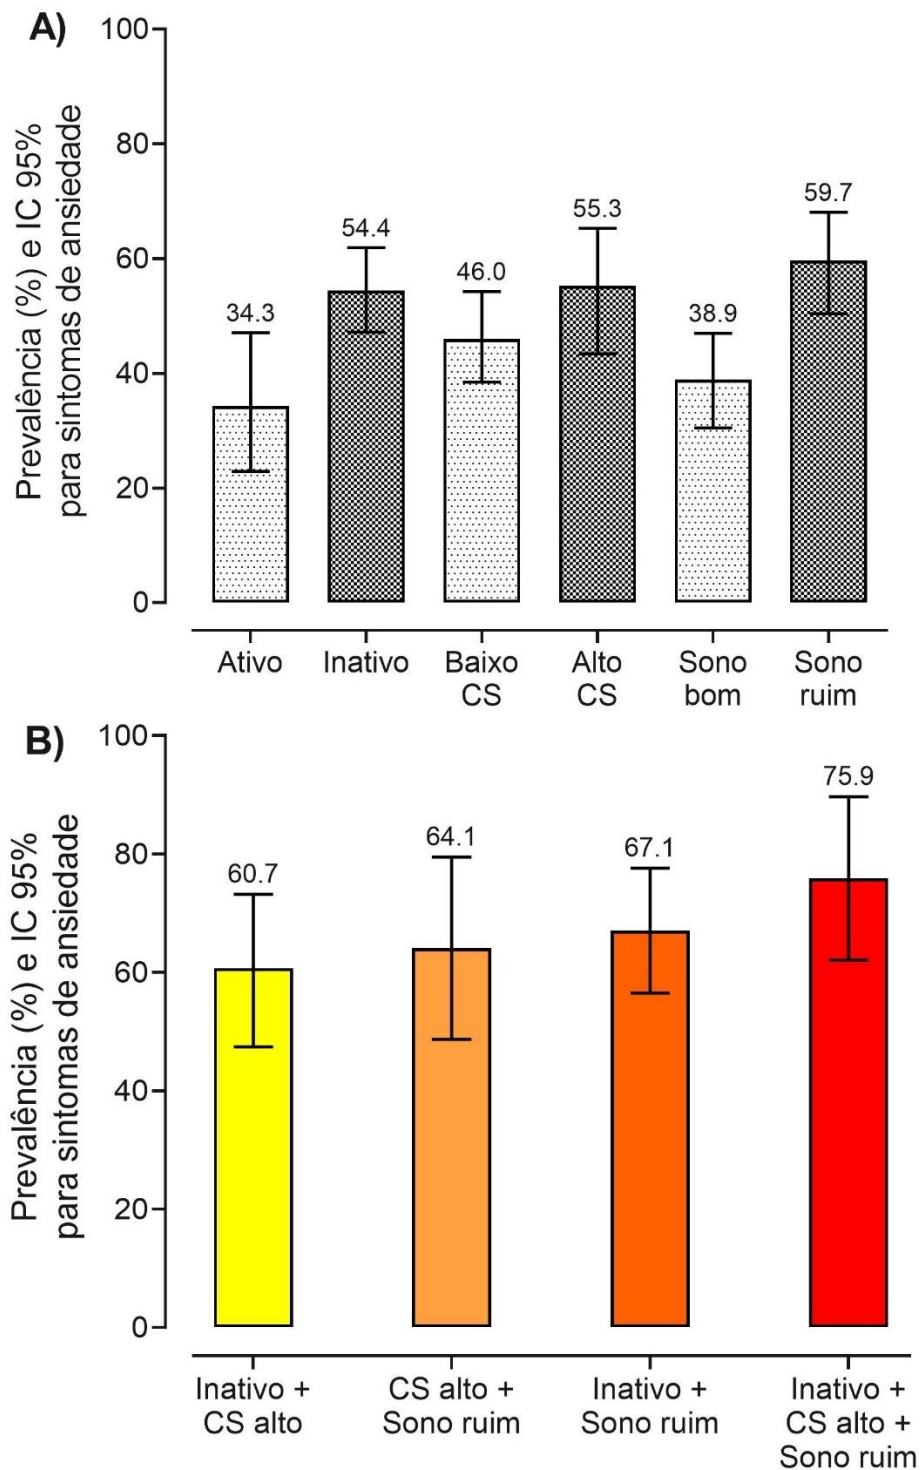 A)
Prevalência (%) e IC 95%
para sintomas de ansiedade
100
80
60
40
20
0
34.3
54.4
46.0
55.3
38.9
59.7
Ativo
Inativo
Baixo
CS
Alto
CS
Sono
bom
Sono
ruim
B)
Prevalência (%) e IC 95%
para sintomas de ansiedade
100
80
60
40
20
0
60.7
64.1
67.1
75.9
Inativo +
CS alto
CS alto +
Sono ruim
Inativo +
Sono ruim
Inativo +
CS alto +
Sono ruim